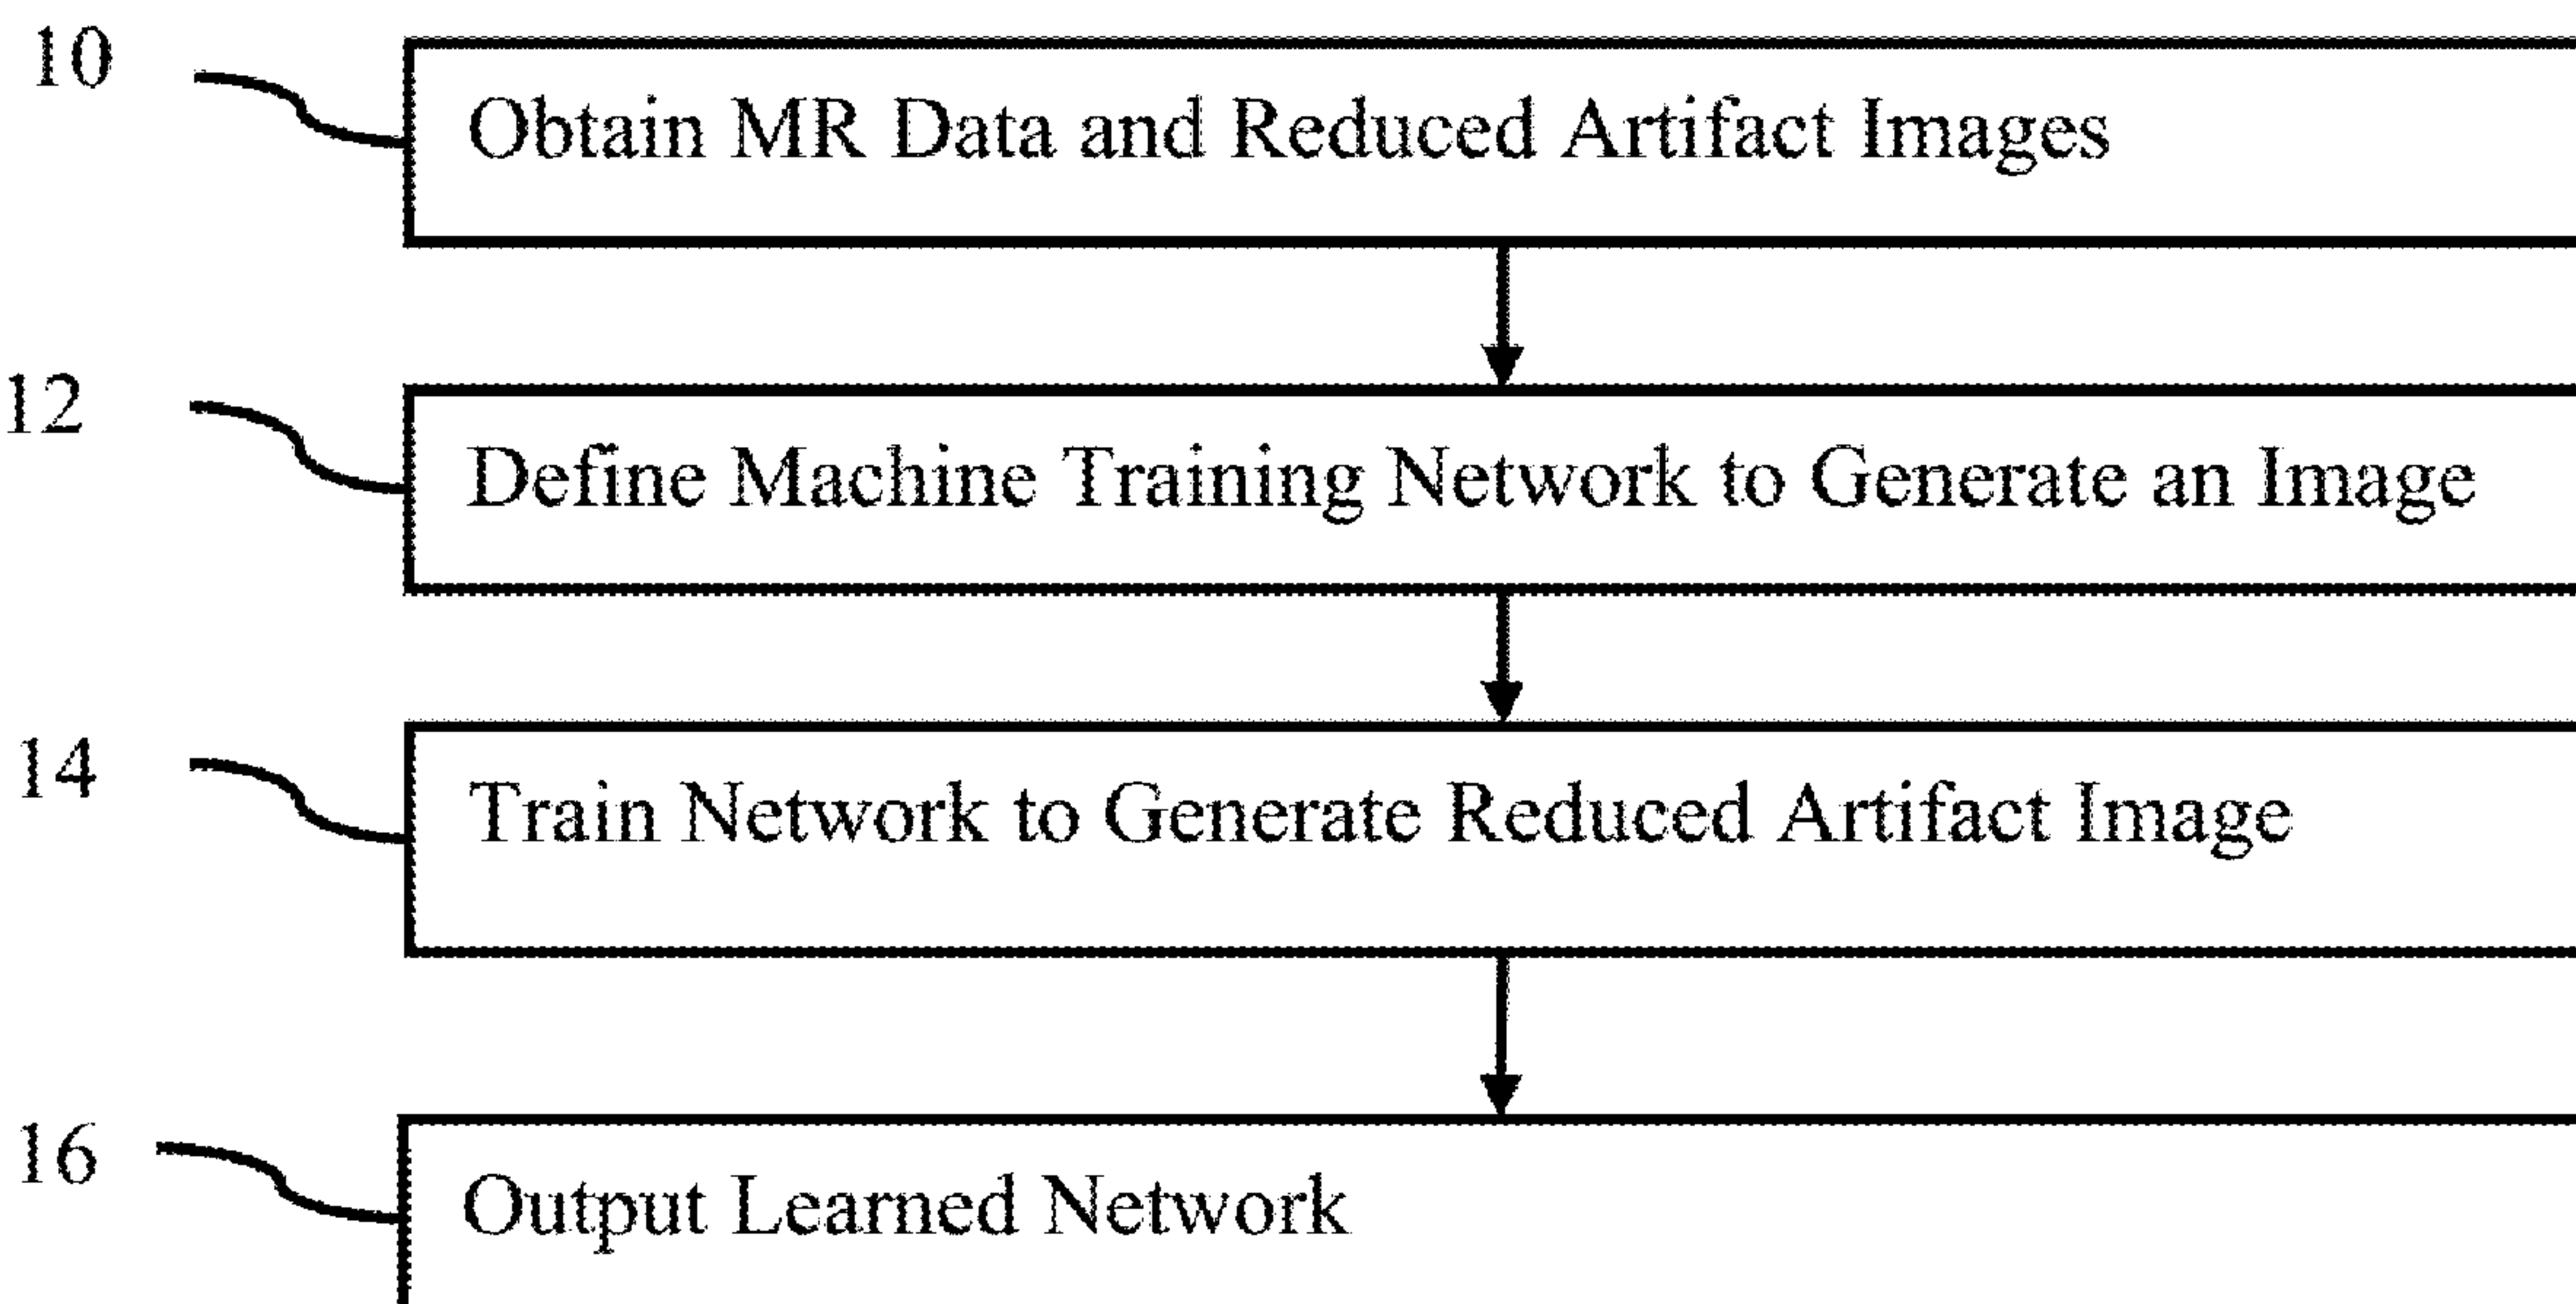 10
Obtain MR Data and Reduced Artifact Images
12
Define Machine Training Network to Generate an Image
14
Train Network to Generate Reduced Artifact Image
16
Output Learned Network